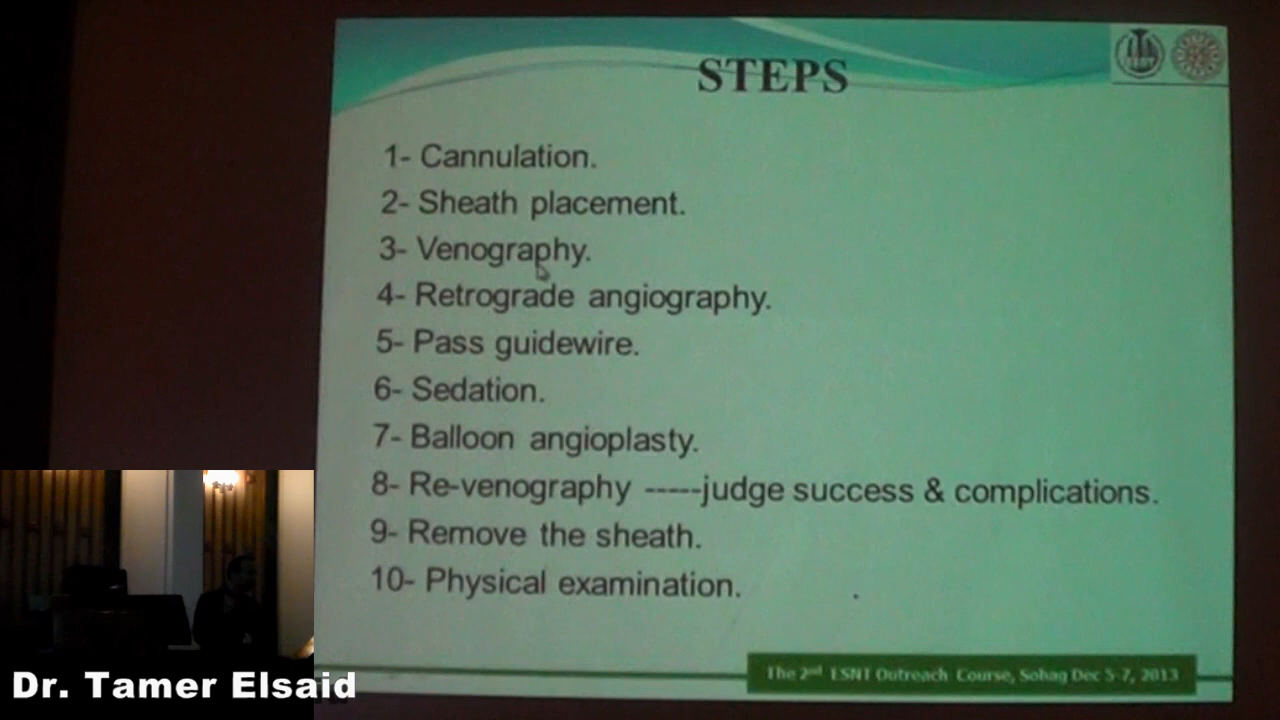 STEPS
1- Cannulation.
2- Sheath placement.
3- Venography.
4- Retrograde angiography.
5- Pass guidewire.
6- Sedation.
7- Balloon angioplasty.
8- Re-venography -----judge success & complications.
9- Remove the sheath.
10- Physical examination.
The 2nd ESNT Outreach Course, Sohag Dec 5-7, 2013
Dr. Tamer Elsaid